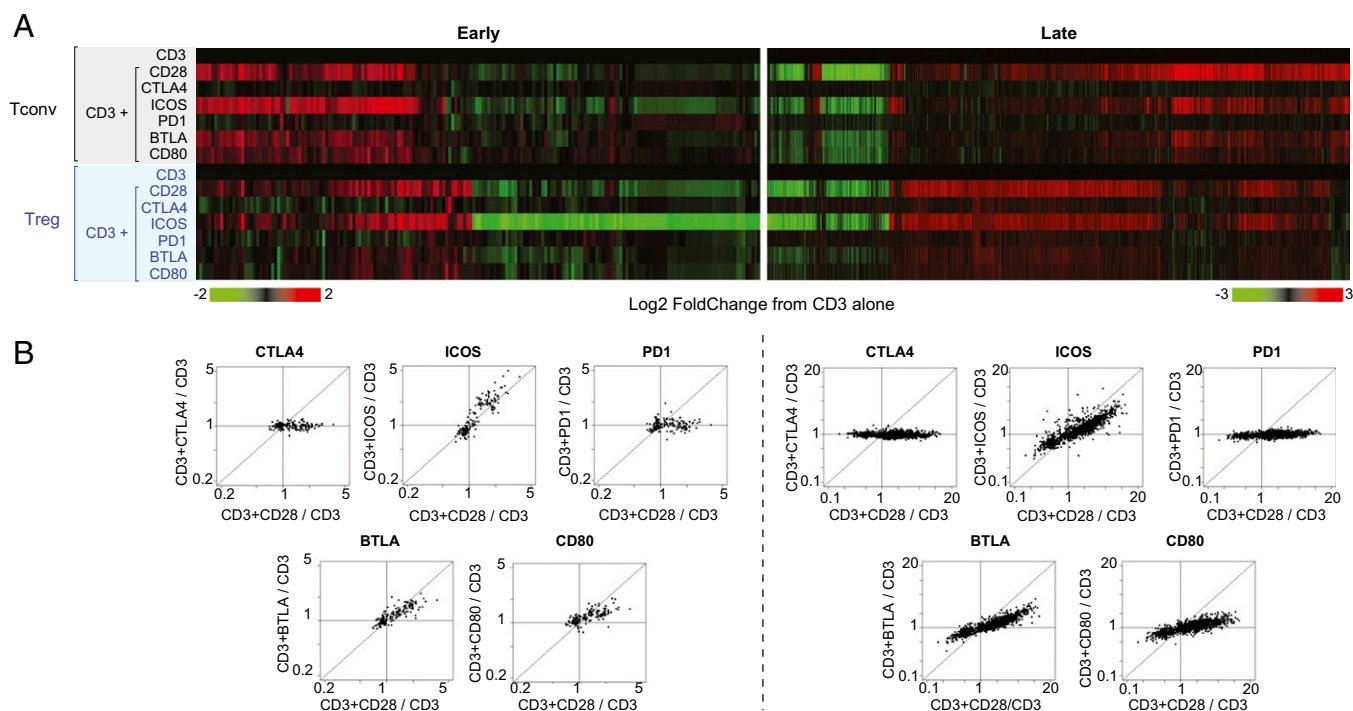 A
Early
Late
Tconv
CD3 +
CD3
CD28
CTLA4
ICOS
PD1
BTLA
CD80
Treg
CD3 +
CD3
CD28
CTLA4
ICOS
PD1
BTLA
CD80
-2
2
Log2 FoldChange from CD3 alone
-3
3
B
CTLA4
5
1
0.2
CD3+CTLA4 / CD3
0.2
1
5
CD3+CD28 / CD3
ICOS
5
1
0.2
CD3+ICOS / CD3
0.2
1
5
CD3+CD28 / CD3
PD1
5
1
0.2
CD3+PD1 / CD3
0.2
1
5
CD3+CD28 / CD3
CTLA4
20
1
0.1
CD3+CTLA4 / CD3
0.1
1
20
CD3+CD28 / CD3
ICOS
20
1
0.1
CD3+ICOS / CD3
0.1
1
20
CD3+CD28 / CD3
PD1
20
1
0.1
CD3+PD1 / CD3
0.1
1
20
CD3+CD28 / CD3
BTLA
5
1
0.2
CD3+BTLA / CD3
0.2
1
5
CD3+CD28 / CD3
CD80
5
1
0.2
CD3+CD80 / CD3
0.2
1
5
CD3+CD28 / CD3
BTLA
20
1
0.1
CD3+BTLA / CD3
0.1
1
20
CD3+CD28/CD3
CD80
20
1
0.1
CD3+CD80 / CD3
0.1
1
20
CD3+CD28 / CD3